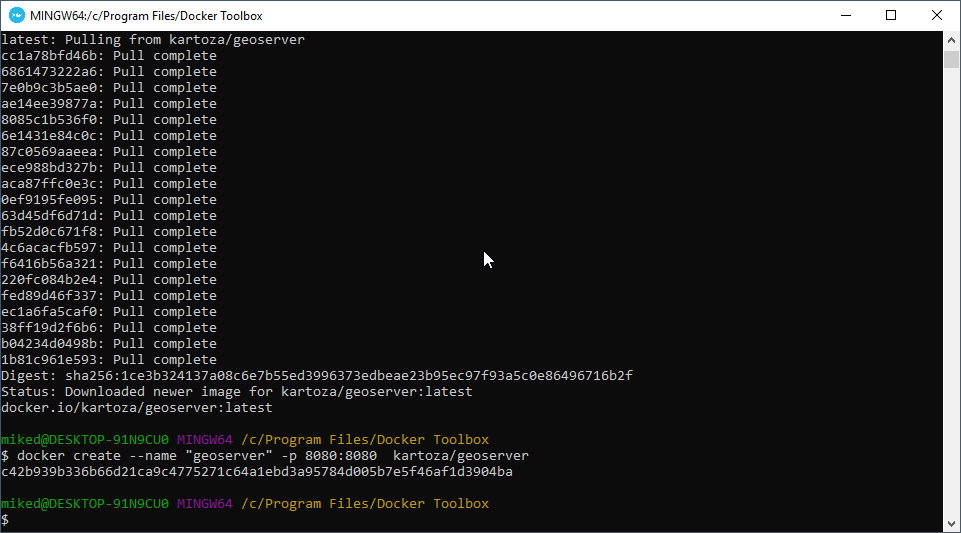 MINGW64:/c/Program Files/Docker Toolbox
latest: Pulling from kartoza/geoserver
cc1a78bfd46b: Pull complete
6861473222a6: Pull complete
7e0b9c3b5ae0: Pull complete
ae14ee39877a: Pull complete
8085c1b536f0: Pull complete
6e1431e84c0c: Pull complete
87c0569aaeea: Pull complete
ece988bd327b: Pull complete
aca87ffc0e3c: Pull complete
0ef9195fe095: Pull complete
63d45df6d71d: Pull complete
fb52d0c671f8: Pull complete
4c6acacfb597: Pull complete
f6416b56a321: Pull complete
220fc084b2e4: Pull complete
fed89d46f337: Pull complete
ec1a6fa5caf0: Pull complete
38ff19d2f6b6: Pull complete
b04234d0498b: Pull complete
1b81c961e593: Pull complete
Digest: sha256:1ce3b324137a08c6e7b55ed3996373edbeae23b95ec97f93a5c0e86496716b2f
Status: Downloaded newer image for kartoza/geoserver:latest
docker.io/kartoza/geoserver:latest
miked@DESKTOP-91N9CU0 MINGW64 /c/Program Files/Docker Toolbox
$ docker create --name "geoserver" -p 8080:8080  kartoza/geoserver
c42b939b336b66d21ca9c4775271c64a1ebd3a95784d005b7e5f46af1d3904ba
miked@DESKTOP-91N9CU0 MINGW64 /c/Program Files/Docker Toolbox
$